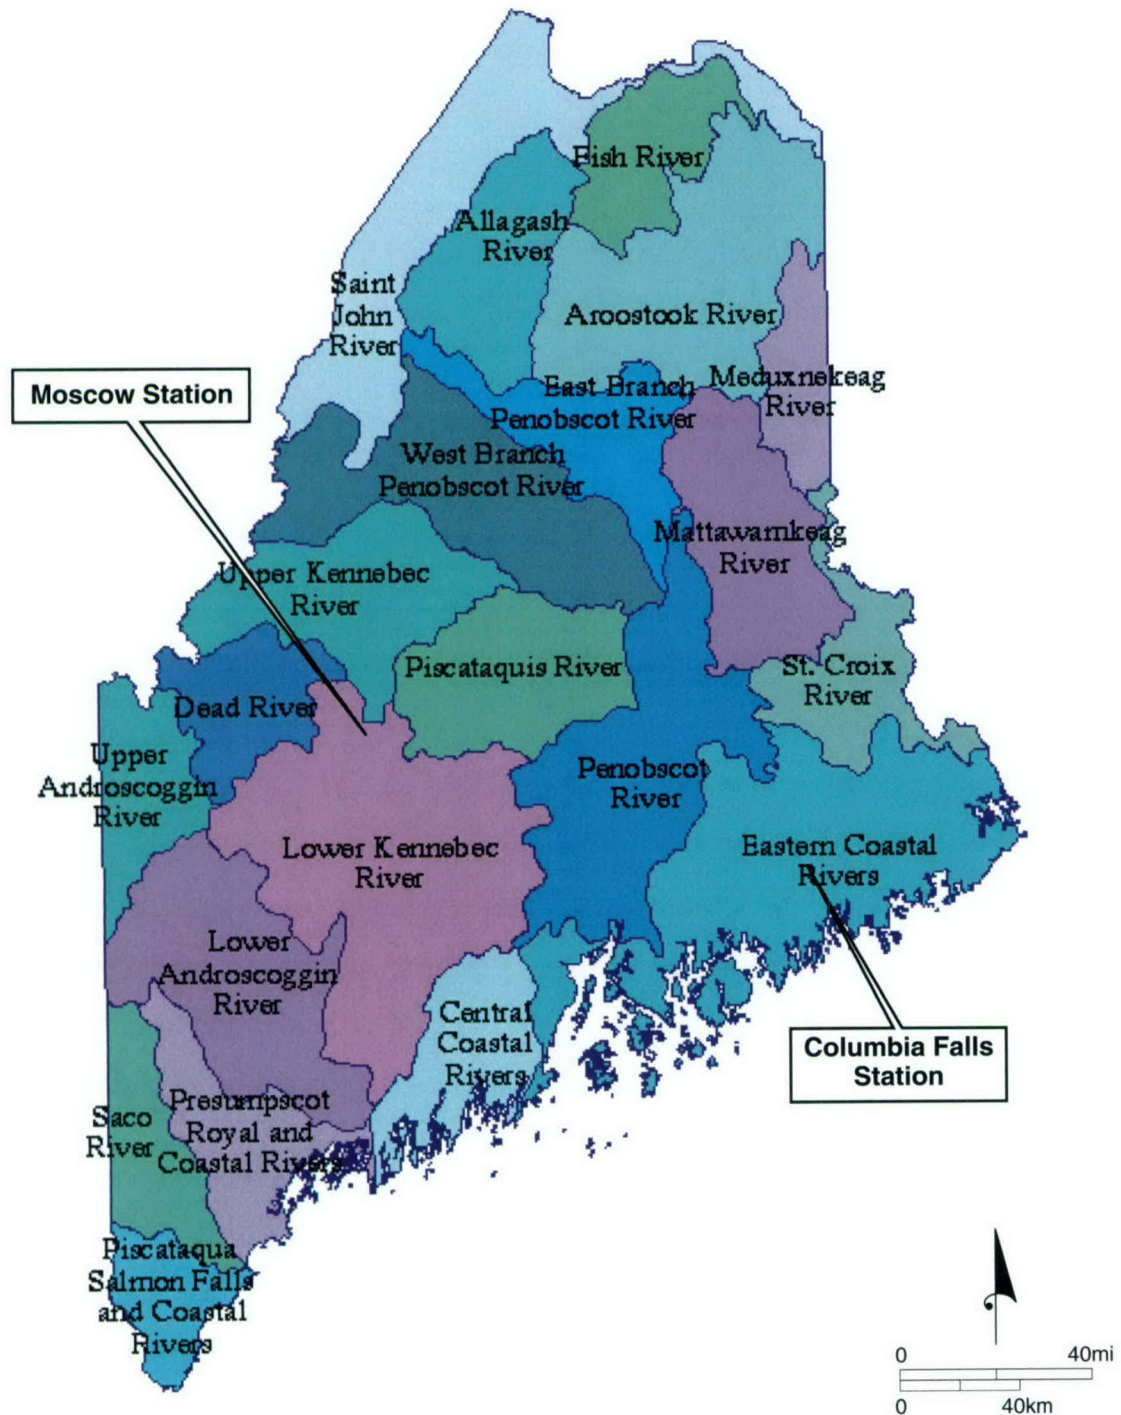 Fish River
Allagash
River
Saint
John
River
Aroostook River
Moscow Station
East Branch
Penobscot River
Meduxnekeag
River
West Branch
Penobscot River
Mattawamkeag
River
Upper Kennebec
River
Piscataquis River
St. Croix
River
Dead River
Upper
Androscoggin
River
Penobscot
River
Lower Kennebec
River
Eastern Coastal
Rivers
Lower
Androscoggin
River
Central
Coastal
Rivers
Columbia Falls
Station
Saco
River
Presumpscot
Royal and
Coastal Rivers
Piscataqua
Salmon Falls
and Coastal
Rivers
0 40mi
0 40km